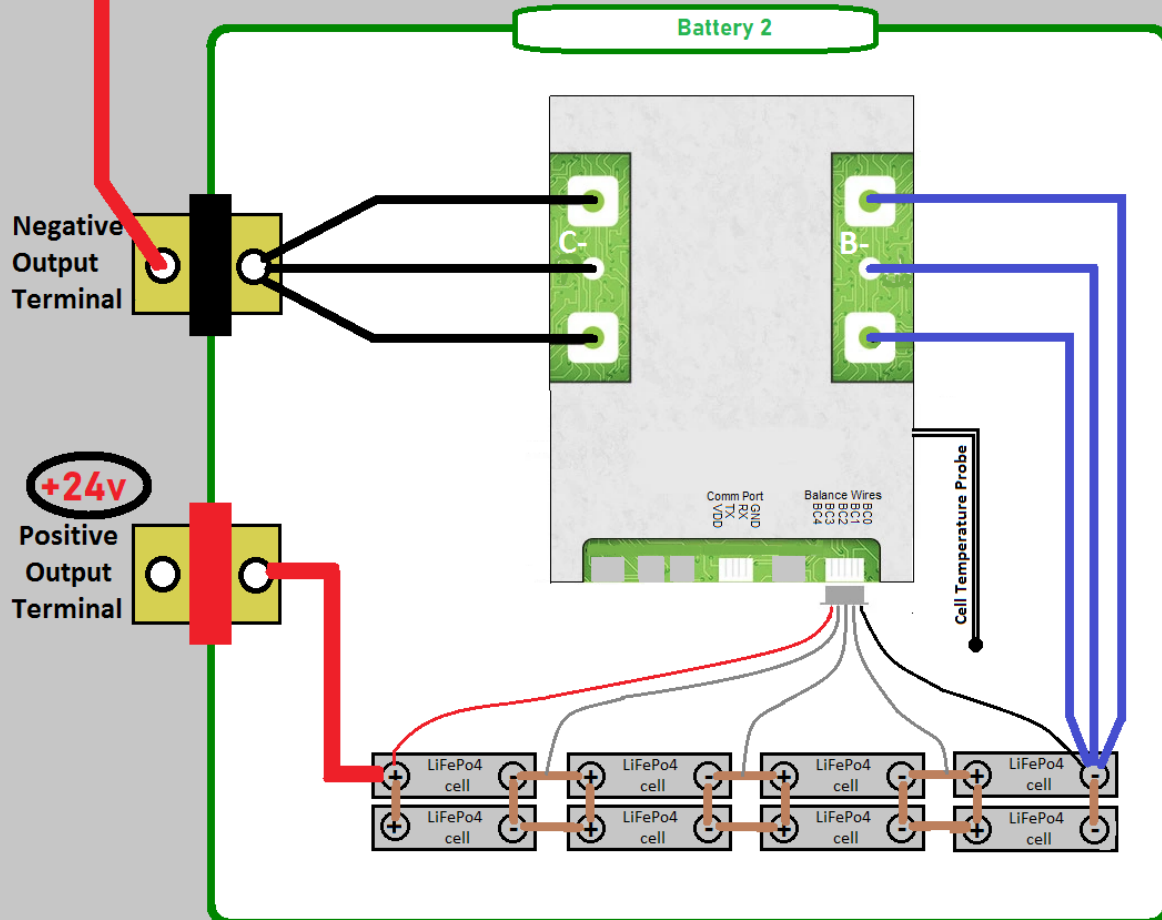 Battery 2
Negative
Output
Terminal
C-
B-
+24v
Positive
Output
Terminal
Comm Port
GND
RX
TX
VDD
Balance Wires
BC0
BC1
BC2
BC3
BC4
Cell Temperature Probe
LiFePo4
cell
LiFePo4
cell
LiFePo4
cell
LiFePo4
cell
+ - + - + - + -
LiFePo4
cell
LiFePo4
cell
LiFePo4
cell
LiFePo4
cell
+ - + - + - + -